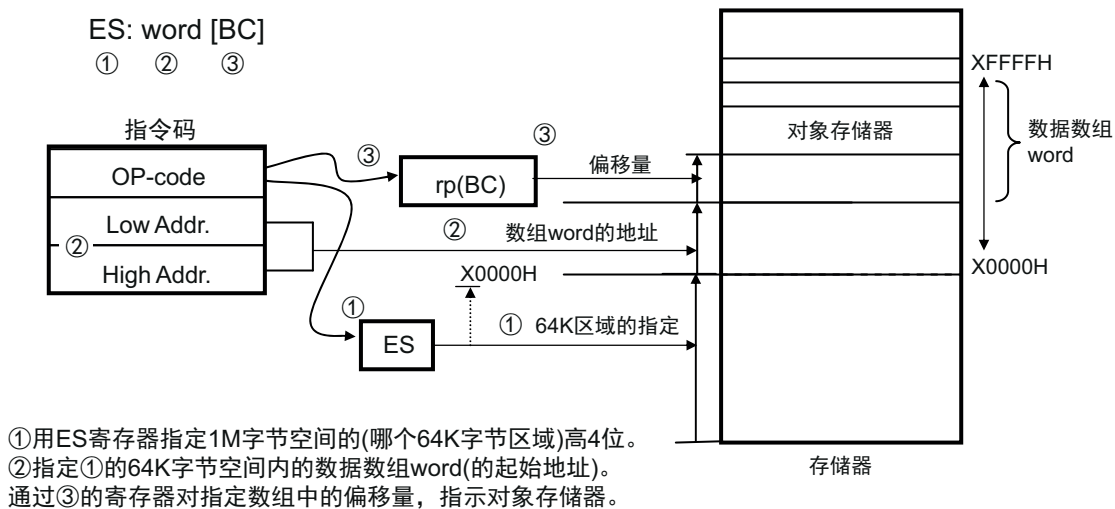 ES: word [BC]
① ② ③
XFFFFH
指令码
③
对象存储器
数据数组
word
OP-code
③
rp(BC)
偏移量
Low Addr.
②
②
数组word的地址
High Addr.
X0000H
X0000H
①
ES
① 64K区域的指定
①用ES寄存器指定1M字节空间的(哪个64K字节区域)高4位。
②指定①的64K字节空间内的数据数组word(的起始地址)。
存储器
通过③的寄存器对指定数组中的偏移量，指示对象存储器。